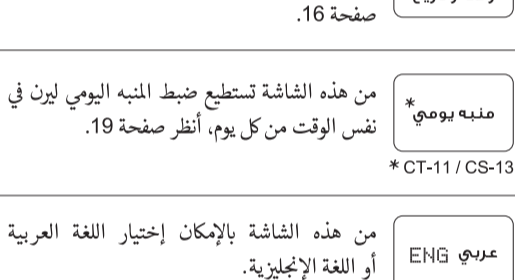 صفحة 16.
من هذه الشاشة تستطيع ضبط المنبه اليومي ليرن في
نفس الوقت من كل يوم، أنظر صفحة 19.
منبه يومي*
* CT-11 / CS-13
من هذه الشاشة بالإمكان إختيار اللغة العربية
أو اللغة الإنجليزية.
عربي ENG